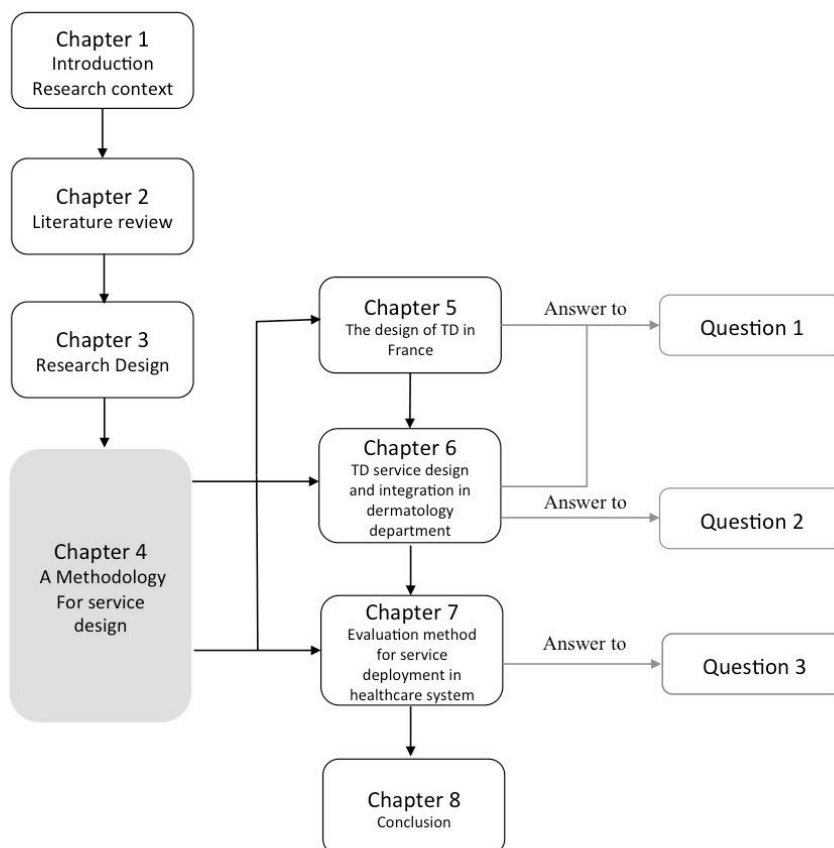 Chapter 1
Introduction
Research context
Chapter 2
Literature review
Chapter 3
Research Design
Chapter 4
A Methodology
For service
design
Chapter 5
The design of TD in
France
Answer to
Question 1
Chapter 6
TD service design
and integration in
dermatology
department
Answer to
Question 2
Chapter 7
Evaluation method
for service
deployment in
healthcare system
Answer to
Question 3
Chapter 8
Conclusion